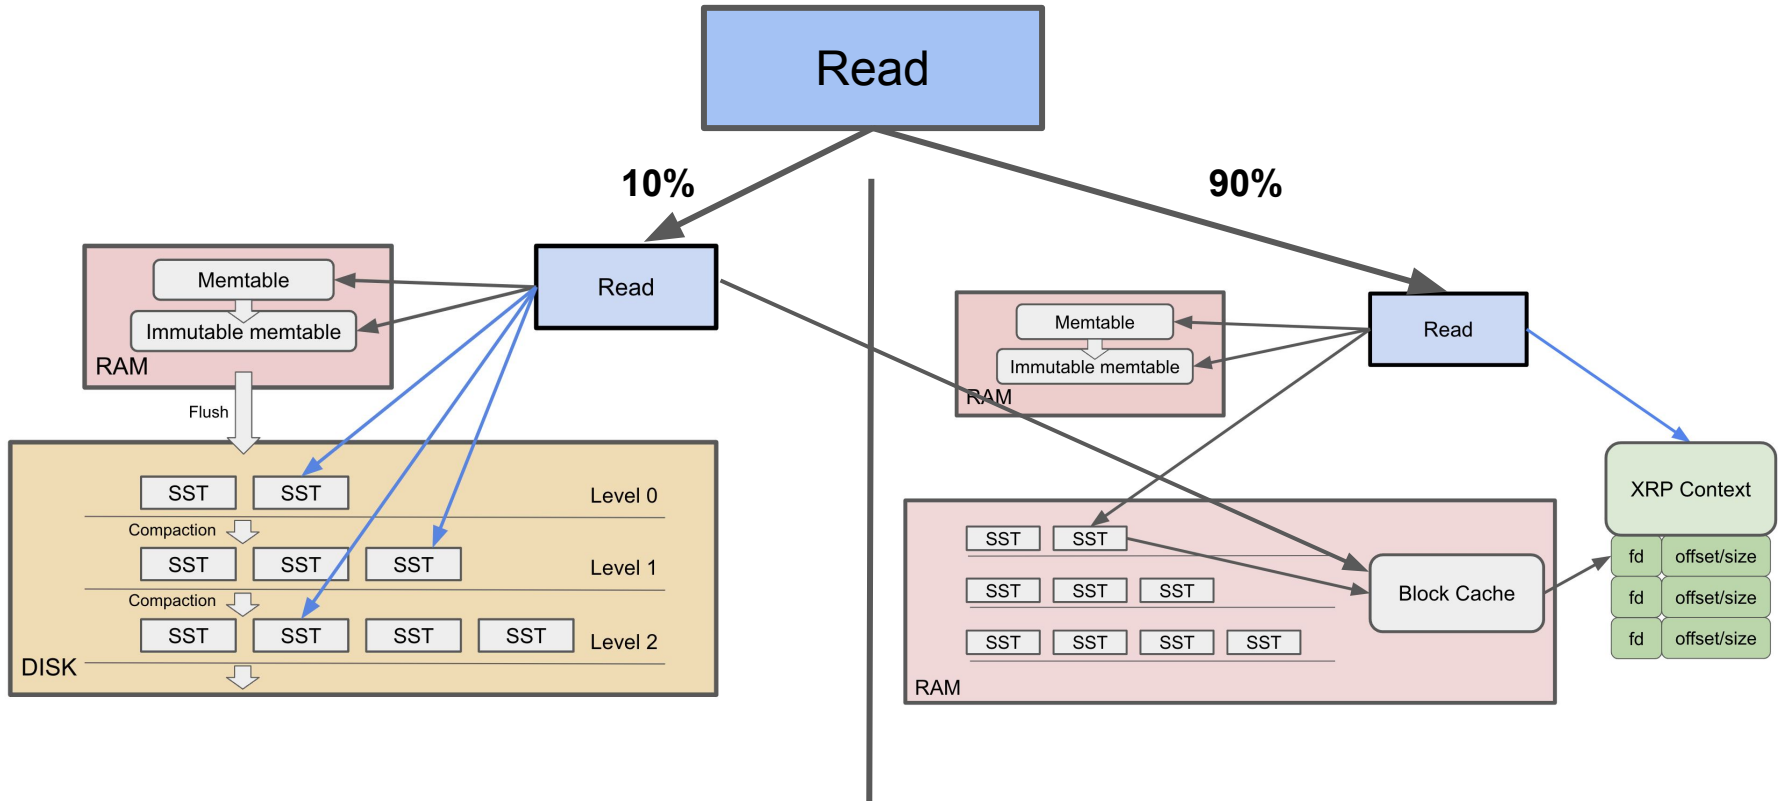 Read
10%
90%
Memtable
Immutable memtable
RAM
Read
Flush
SST
SST
Level 0
Compaction
SST
SST
SST
Level 1
Compaction
SST
SST
SST
SST
Level 2
DISK
Memtable
Immutable memtable
RAM
Read
XRP Context
fd
offset/size
fd
offset/size
fd
offset/size
SST
SST
SST
SST
SST
SST
SST
SST
SST
Block Cache
RAM